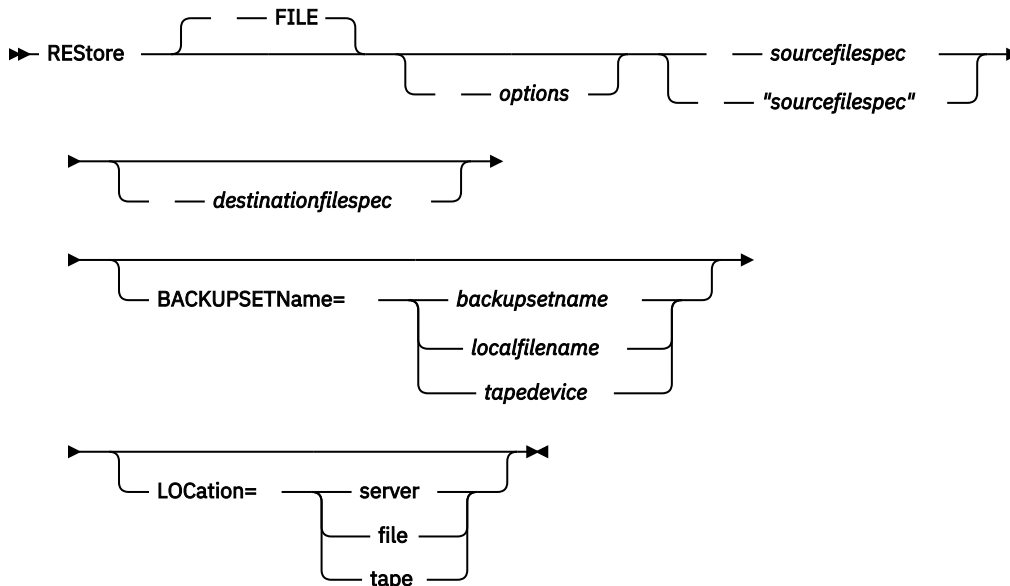 FILE
REStore
sourcefilespec
options
"sourcefilespec"
destinationfilespec
BACKUPSETName=
backupsetname
localfilename
tapedevice
LOCation=
server
file
tape